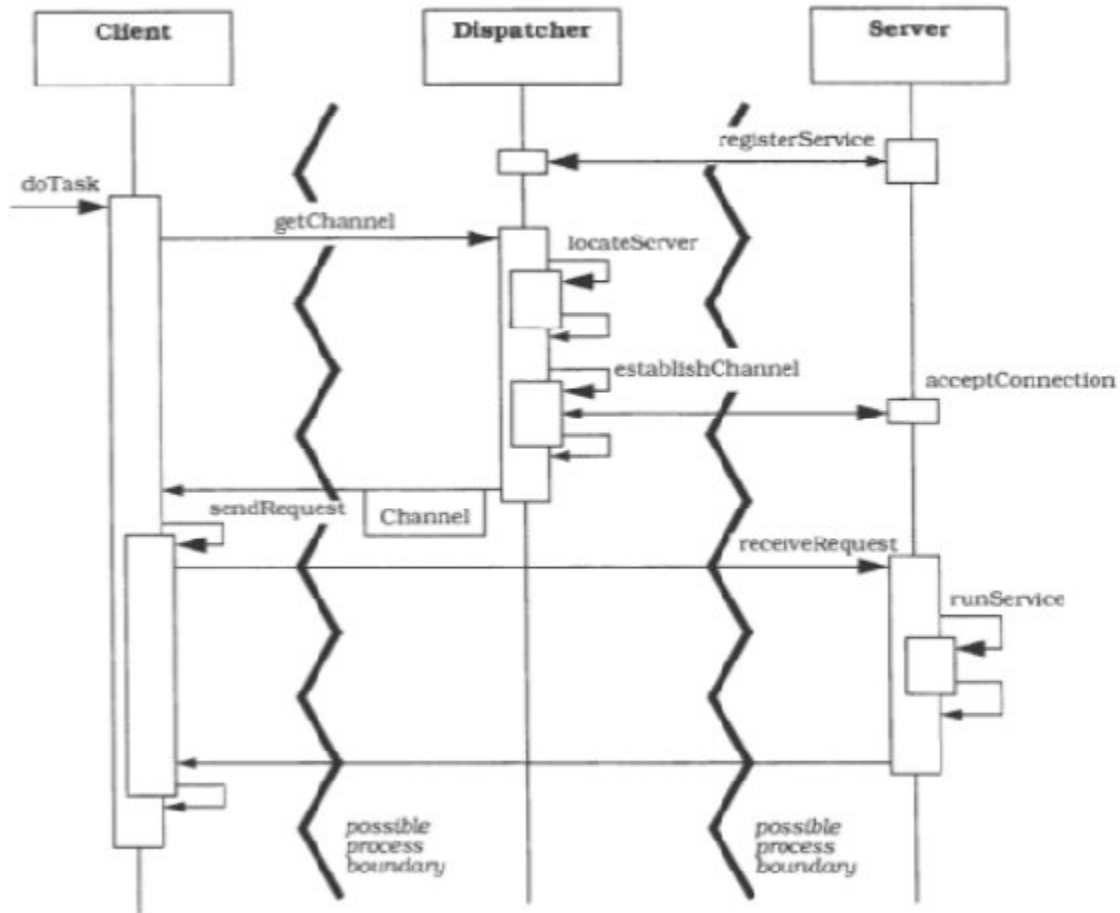 Client
Dispatcher
Server
registerService
doTask
getChannel
locateServer
establishChannel
acceptConnection
sendRequest
Channel
receiveRequest
runService
possible
process
boundary
possible
process
boundary